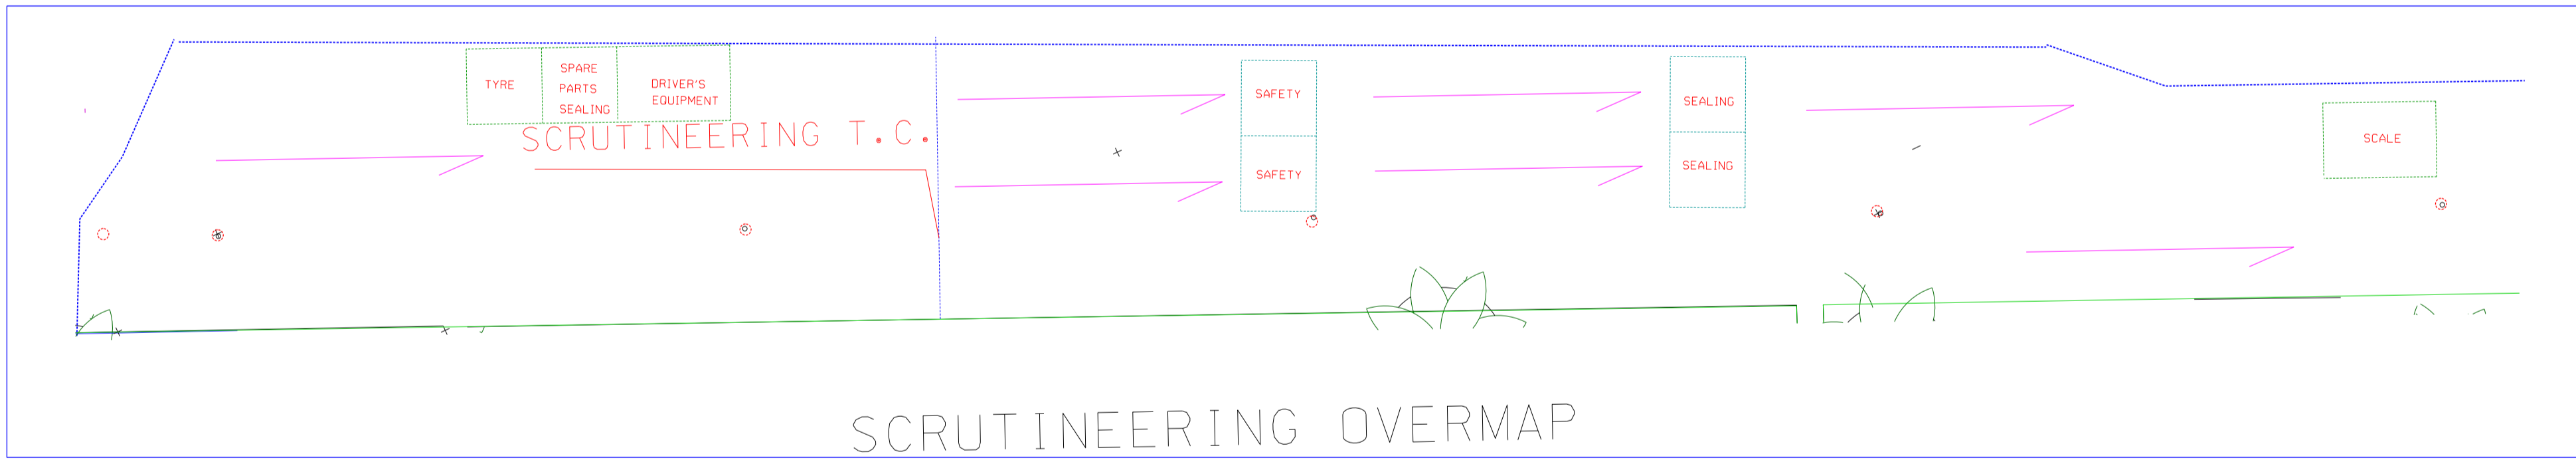 TYRE
SPARE
PARTS
SEALING
DRIVER'S
EQUIPMENT
SCRUTINEERING T.C.
SAFETY
SAFETY
SEALING
SEALING
SCALE
SCRUTINEERING OVERMAP